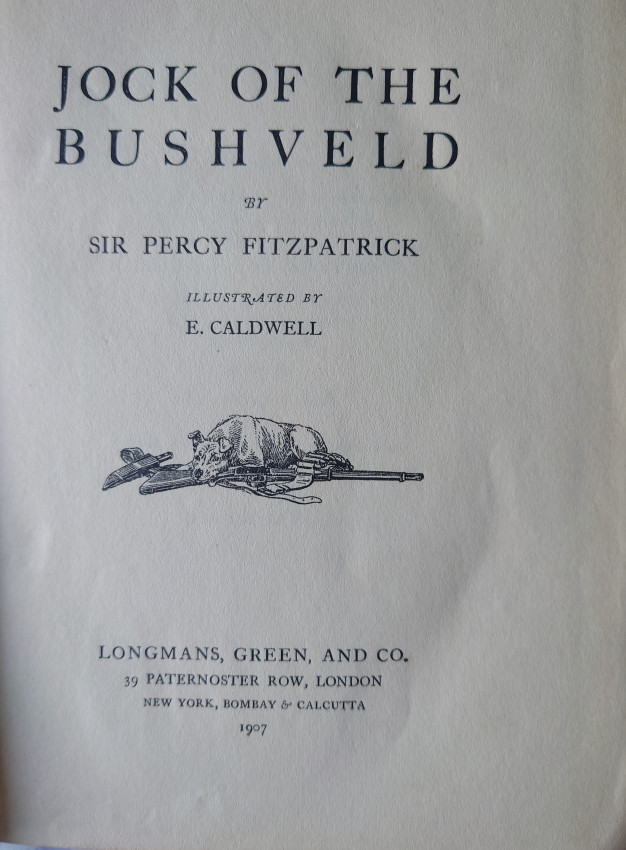 JOCK OF THE
BUSHVELD
BY
SIR PERCY FITZPATRICK
ILLUSTRATED BY
E. CALDWELL
LONGMANS, GREEN, AND CO.
39 PATERNOSTER ROW, LONDON
NEW YORK, BOMBAY & CALCUTTA
1907